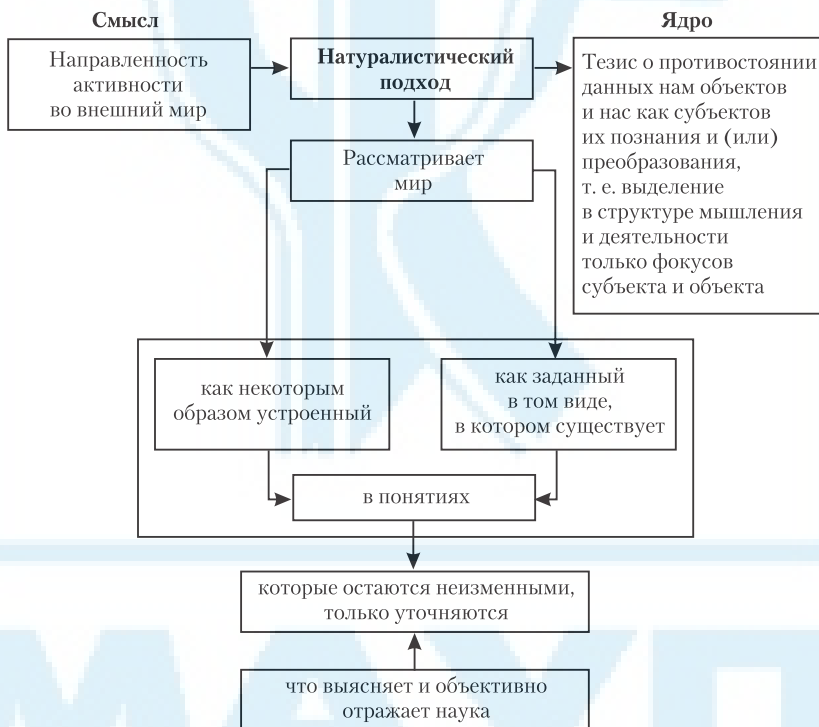 Смысл
Ядро
Направленность
активности
во внешний мир
Натуралистический
подход
Тезис о противостоянии
данных нам объектов
и нас как субъектов
их познания и (или)
преобразования,
т. е. выделение
в структуре мышления
и деятельности
только фокусов
субъекта и объекта
Рассматривает
мир
как некоторым
образом устроенный
как заданный
в том виде,
в котором существует
в понятиях
которые остаются неизменными,
только уточняются
что выясняет и объективно
отражает наука